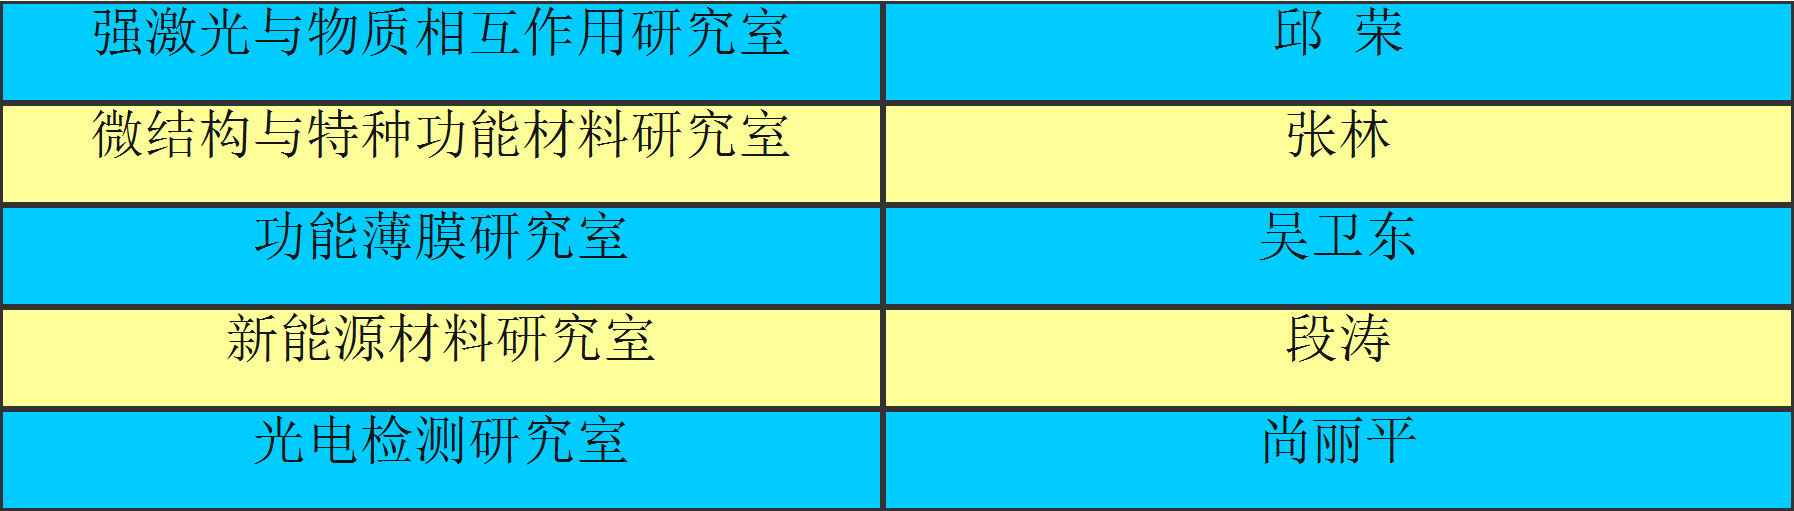 强激光与物质相互作用研究室 邱 荣
微结构与特种功能材料研究室 张林
功能薄膜研究室 吴卫东
新能源材料研究室 段涛
光电检测研究室 尚丽平